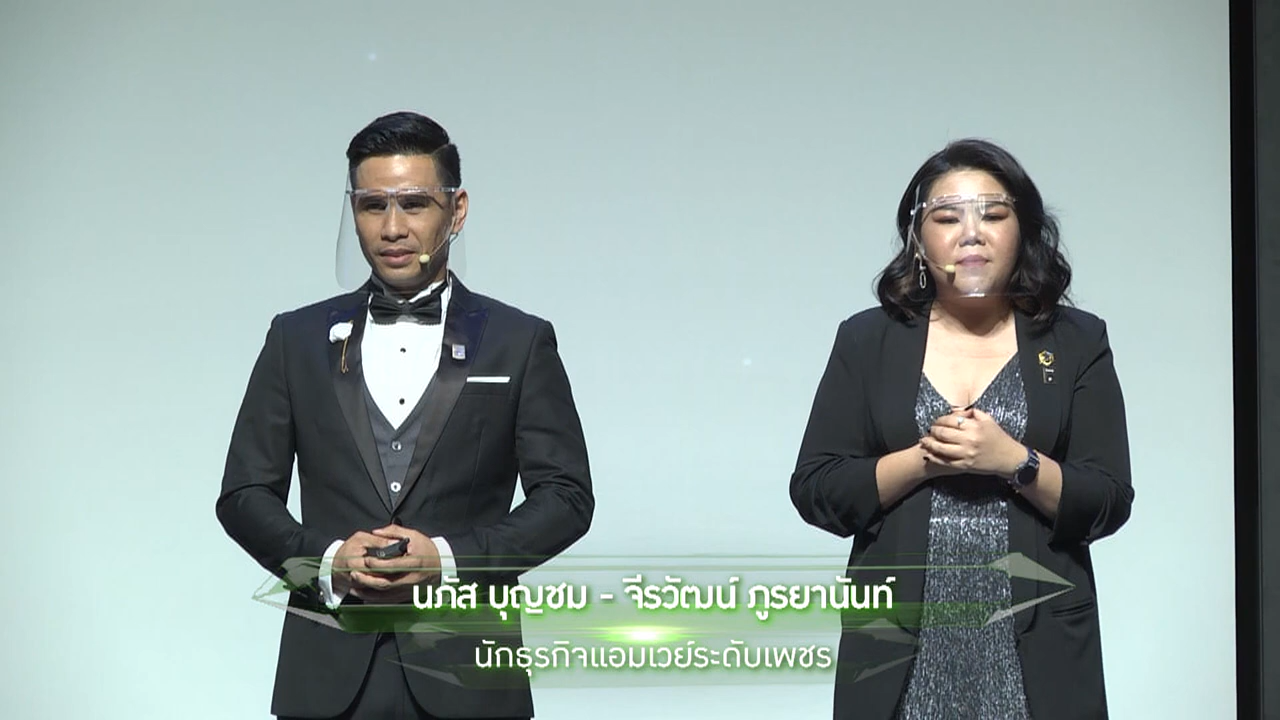 นภัส บุญชม - จีรวัฒน์ ภูรยานันท์
นักธุรกิจแอมเวย์ระดับเพชร